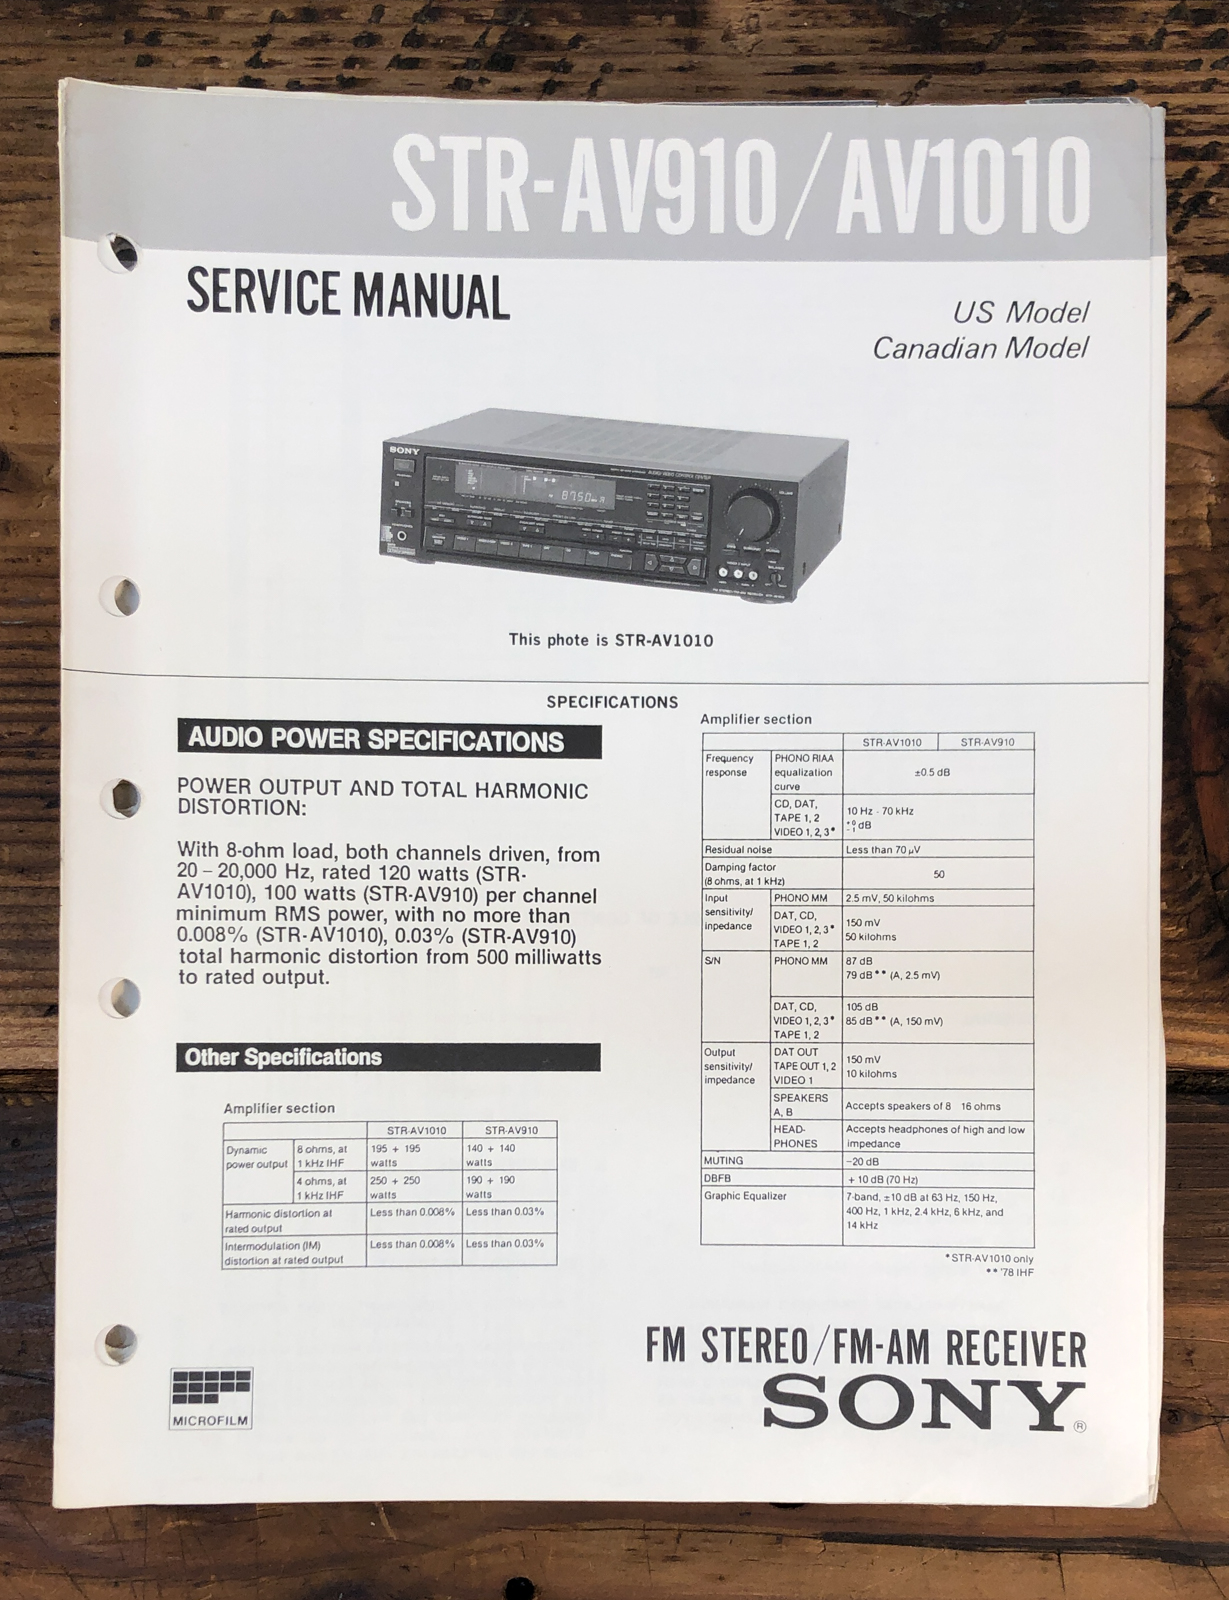 STR-AV910/AV1010
SERVICE MANUAL
US Model
Canadian Model
SONY
8750
This phote is STR-AV1010
SPECIFICATIONS
AUDIO POWER SPECIFICATIONS
POWER OUTPUT AND TOTAL HARMONIC
DISTORTION:
With 8-ohm load, both channels driven, from
20 – 20,000 Hz, rated 120 watts (STR-
AV1010), 100 watts (STR-AV910) per channel
minimum RMS power, with no more than
0.008% (STR-AV1010), 0.03% (STR-AV910)
total harmonic distortion from 500 milliwatts
to rated output.
Other Specifications
Amplifier section
STR-AV1010 STR-AV910
Dynamic 8 ohms, at 195 + 195 140 + 140
power output 1 kHz IHF watts watts
4 ohms, at 250 + 250 190 + 190
1 kHz IHF watts watts
Harmonic distortion at Less than 0.008% Less than 0.03%
rated output
Intermodulation (IM) Less than 0.008% Less than 0.03%
distortion at rated output
Amplifier section
STR-AV1010 STR-AV910
Frequency PHONO RIAA
response equalization ±0.5 dB
curve
CD, DAT,
TAPE 1, 2 10 Hz - 70 kHz
VIDEO 1, 2, 3* +0 -1 dB
Residual noise Less than 70 µV
Damping factor 50
(8 ohms, at 1 kHz)
Input PHONO MM 2.5 mV, 50 kilohms
sensitivity/ DAT, CD, 150 mV
inpedance VIDEO 1, 2, 3* 50 kilohms
TAPE 1, 2
S/N PHONO MM 87 dB
79 dB** (A, 2.5 mV)
DAT, CD, 105 dB
VIDEO 1, 2, 3* 85 dB** (A, 150 mV)
TAPE 1, 2
Output DAT OUT 150 mV
sensitivity/ TAPE OUT 1, 2 10 kilohms
impedance VIDEO 1
SPEAKERS Accepts speakers of 8 16 ohms
A, B
HEAD- Accepts headphones of high and low
PHONES impedance
MUTING –20 dB
DBFB + 10 dB (70 Hz)
Graphic Equalizer 7-band, ±10 dB at 63 Hz, 150 Hz,
400 Hz, 1 kHz, 2.4 kHz, 6 kHz, and
14 kHz
*STR-AV1010 only
**'78 IHF
FM STEREO/FM-AM RECEIVER
SONY®
MICROFILM